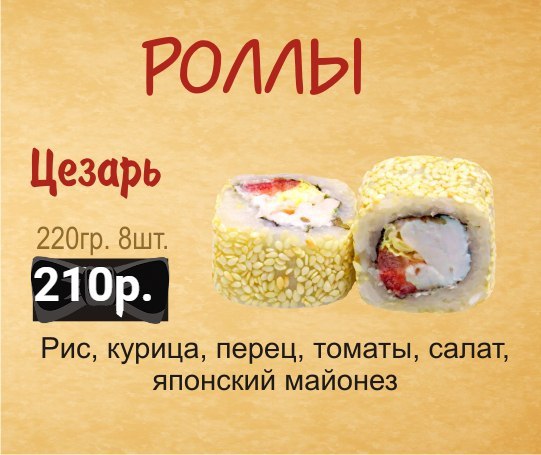 РОЛЛЫ
Цезарь
220гр. 8шт.
210р.
Рис, курица, перец, томаты, салат,
японский майонез